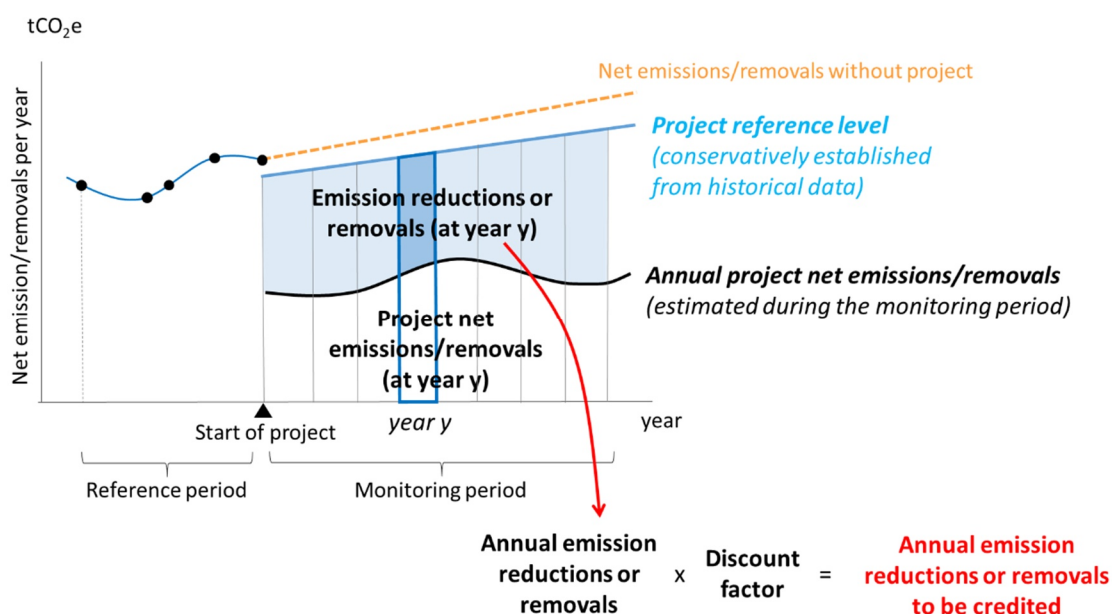 tCO₂e
Net emission/removals per year
Net emissions/removals without project
Project reference level
(conservatively established
from historical data)
Emission reductions or
removals (at year y)
Annual project net emissions/removals
(estimated during the monitoring period)
Project net
emissions/removals
(at year y)
Start of project
year y
year
Reference period
Monitoring period
Annual emission
reductions or
removals
x
Discount
factor
=
Annual emission
reductions or removals
to be credited